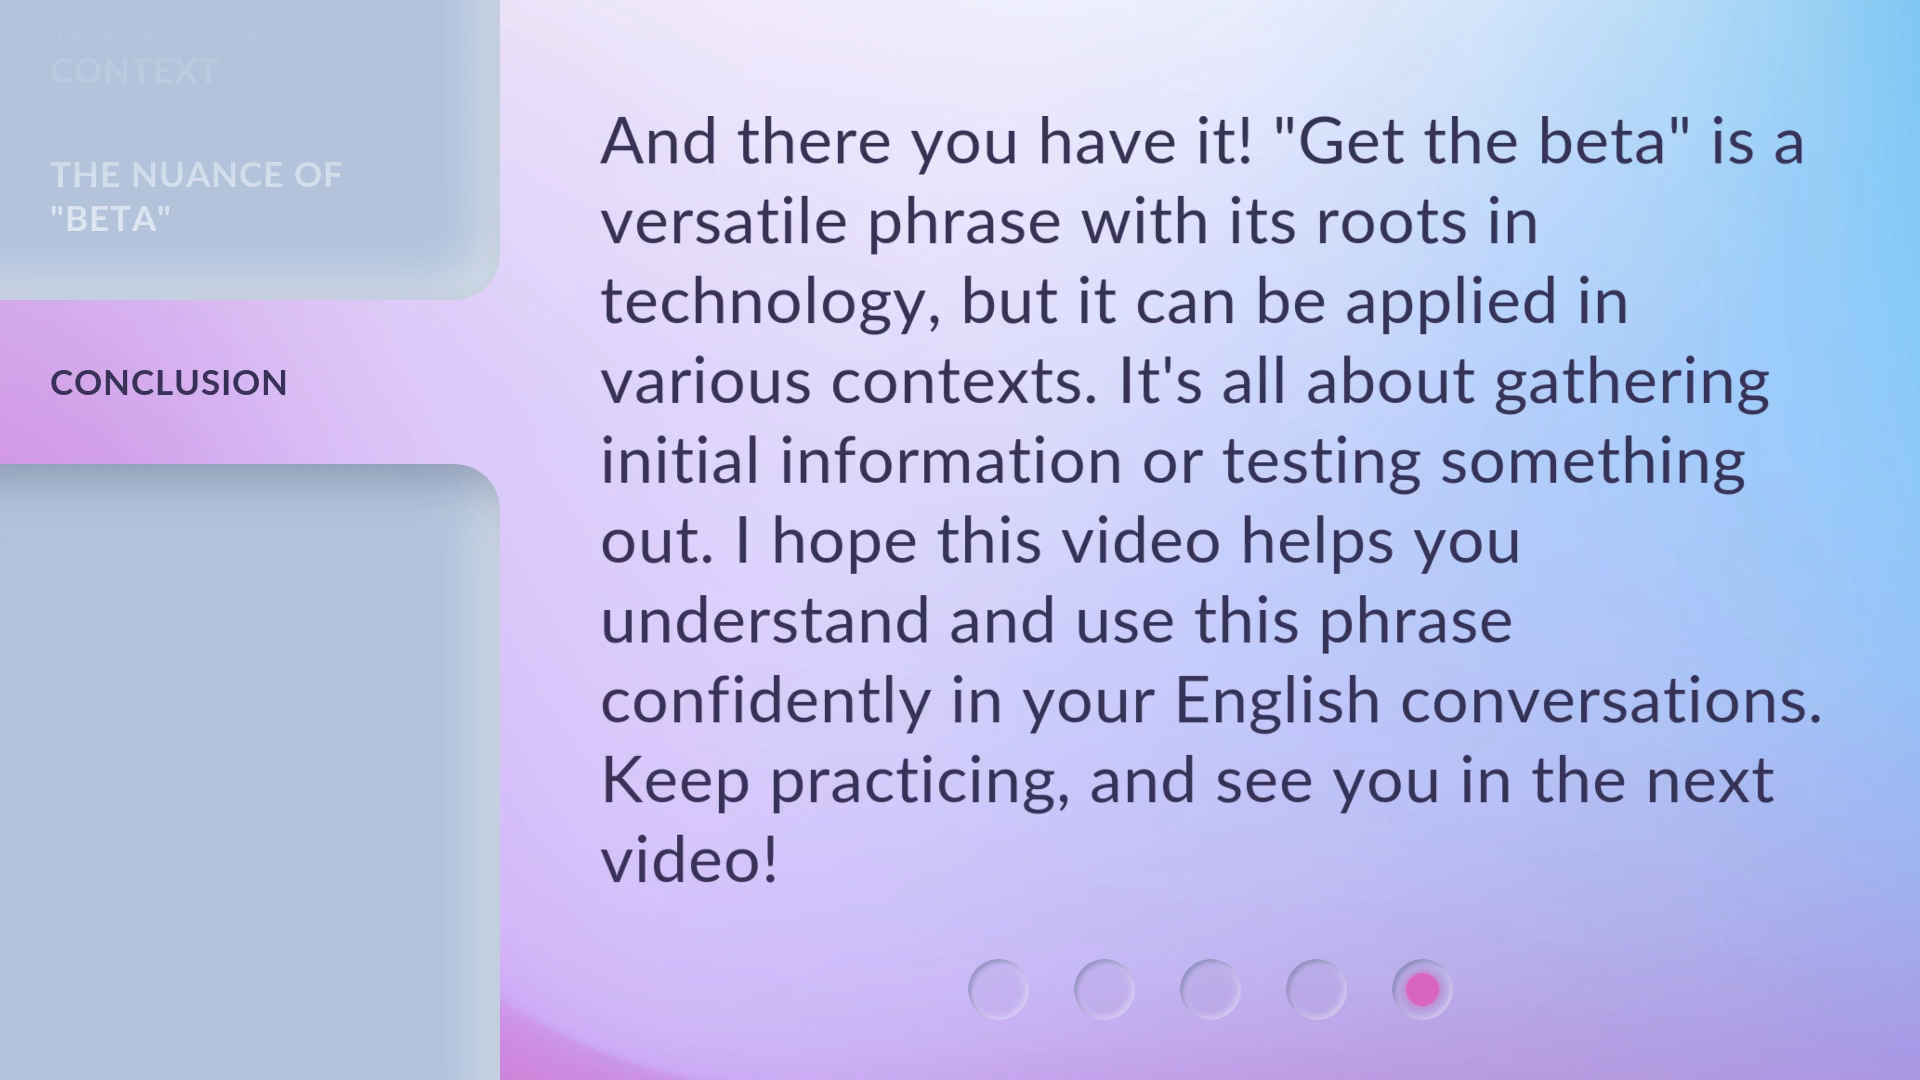 THE BETA" IN
CONTEXT
THE NUANCE OF
"BETA"
CONCLUSION
And there you have it! "Get the beta" is a
versatile phrase with its roots in
technology, but it can be applied in
various contexts. It's all about gathering
initial information or testing something
out. I hope this video helps you
understand and use this phrase
confidently in your English conversations.
Keep practicing, and see you in the next
video!